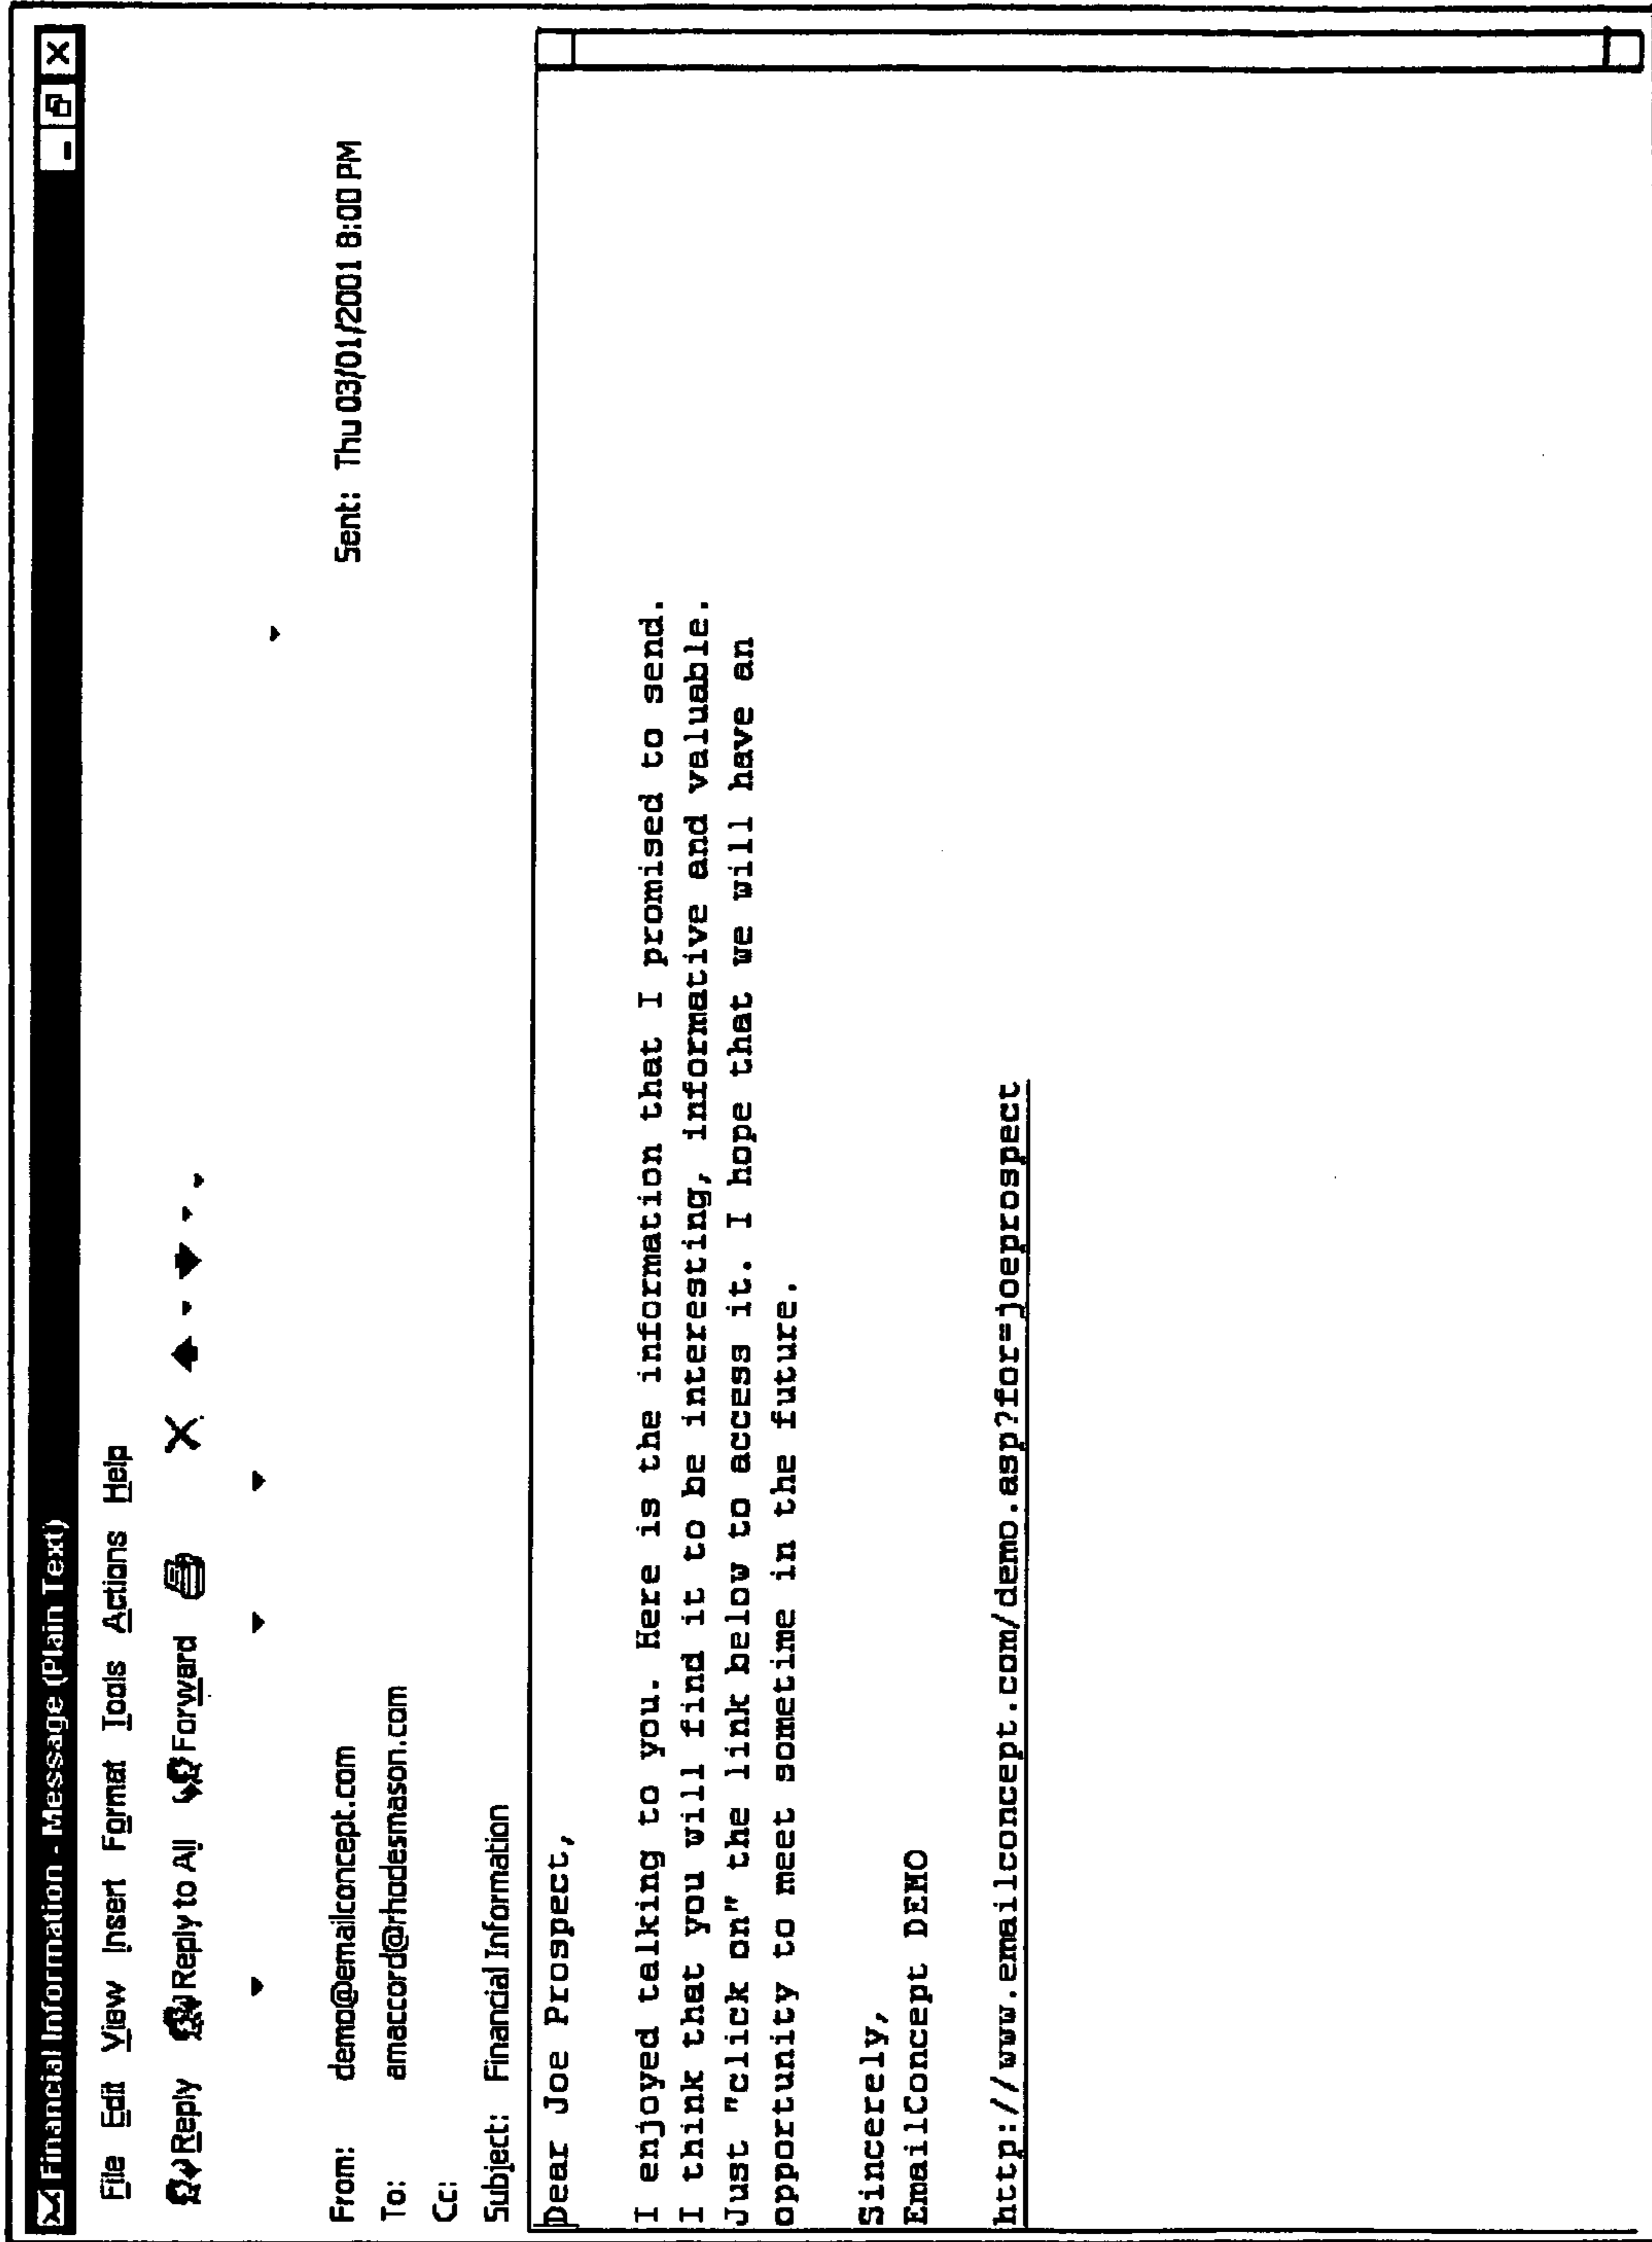 Financial Information - Message (Plain Text)
File Edit View Insert Format Tools Actions Help
Reply Reply to All Forward
From: demo@emailconcept.com
Sent: Thu 03/01/2001 8:00 PM
To: amaccord@rhodesmason.com
Cc:
Subject: Financial Information
Dear Joe Prospect,
I enjoyed talking to you. Here is the information that I promised to send.
I think that you will find it to be interesting, informative and valuable.
Just "click on" the link below to access it. I hope that we will have an
opportunity to meet sometime in the future.
Sincerely,
EmailConcept DEMO
http://www.emailconcept.com/demo.asp?for=joeprospect